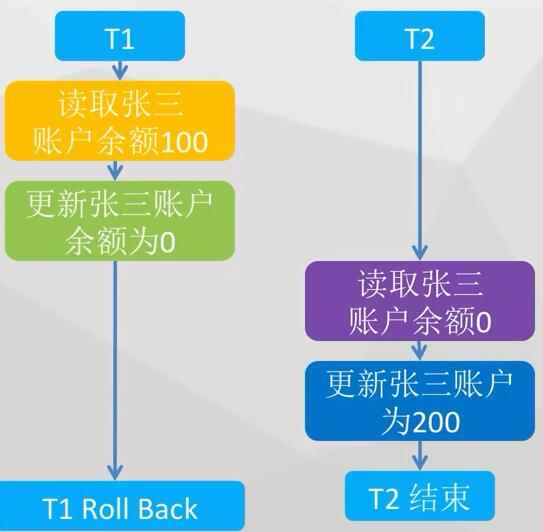 T1
读取张三
账户余额100
更新张三账户
余额为0
T1 Roll Back
T2
读取张三
账户余额0
更新张三账户
为200
T2 结束